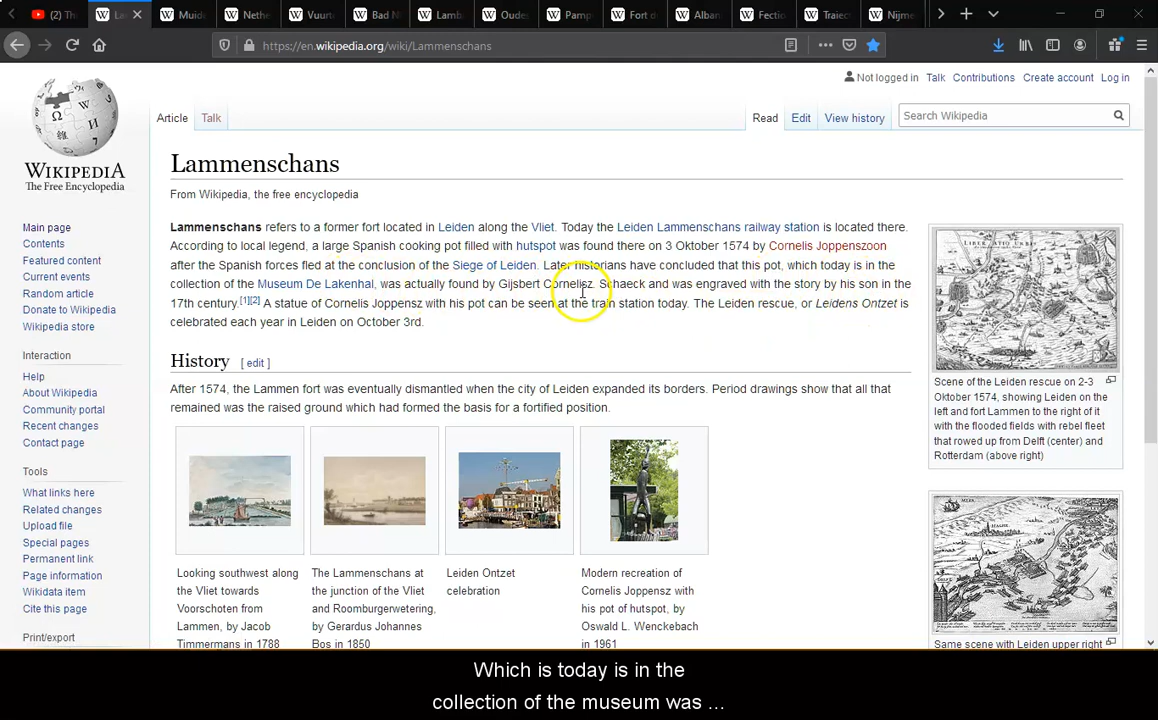 (Th
La
Muide
Nethe
Vuurt
Bad N
Lamb
Oude
Pamp
Fort d
Alban
Fectio
Traiec
Nijme
https://en.wikipedia.org/wiki/Lammenschans
Not logged in Talk Contributions Create account Log in
Article Talk Read Edit View history Search Wikipedia
WIKIPEDIA
The Free Encyclopedia
Main page
Contents
Featured content
Current events
Random article
Donate to Wikipedia
Wikipedia store
Interaction
Help
About Wikipedia
Community portal
Recent changes
Contact page
Tools
What links here
Related changes
Upload file
Special pages
Permanent link
Page information
Wikidata item
Cite this page
Print/export
Lammenschans
From Wikipedia, the free encyclopedia
Lammenschans refers to a former fort located in Leiden along the Vliet. Today the Leiden Lammenschans railway station is located there.
According to local legend, a large Spanish cooking pot filled with hutspot was found there on 3 Oktober 1574 by Cornelis Joppenszoon
after the Spanish forces fled at the conclusion of the Siege of Leiden. Later historians have concluded that this pot, which today is in the
collection of the Museum De Lakenhal, was actually found by Gijsbert Cornelisz. Schaeck and was engraved with the story by his son in the
17th century.[1][2] A statue of Cornelis Joppensz with his pot can be seen at the train station today. The Leiden rescue, or Leidens Ontzet is
celebrated each year in Leiden on October 3rd.
History [ edit ]
After 1574, the Lammen fort was eventually dismantled when the city of Leiden expanded its borders. Period drawings show that all that
remained was the raised ground which had formed the basis for a fortified position.
Looking southwest along
the Vliet towards
Voorschoten from
Lammen, by Jacob
Timmermans in 1788
The Lammenschans at
the junction of the Vliet
and Roomburgerwetering,
by Gerardus Johannes
Bos in 1850
Leiden Ontzet
celebration
Modern recreation of
Cornelis Joppensz with
his pot of hutspot, by
Oswald L. Wenckebach
in 1961
Scene of the Leiden rescue on 2-3
Oktober 1574, showing Leiden on the
left and fort Lammen to the right of it
with the flooded fields with rebel fleet
that rowed up from Delft (center) and
Rotterdam (above right)
Same scene with Leiden upper right
Which is today is in the
collection of the museum was ...